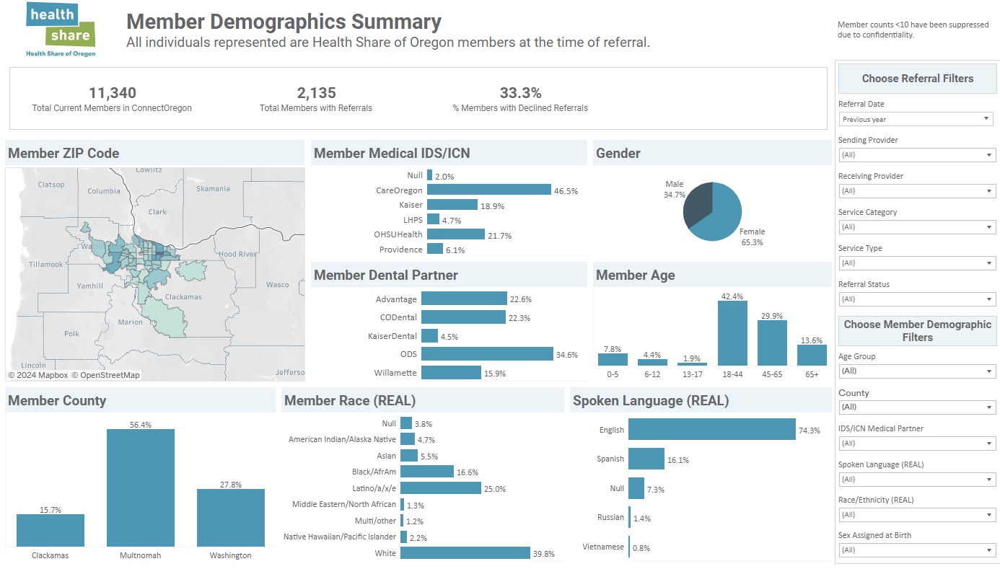 health
share
Health Share of Oregon
Member Demographics Summary
All individuals represented are Health Share of Oregon members at the time of referral.
Member counts <10 have been suppressed
due to confidentiality.
11,340
Total Current Members in ConnectOregon
2,135
Total Members with Referrals
33.3%
% Members with Declined Referrals
Member ZIP Code
Cowlitz
Clatsop
Columbia
Skamania
Clark
Washington
Hood River
Tillamook
Yamhill
Wasco
Clackamas
Marion
Polk
Lincoln
Jefferso
© 2024 Mapbox © OpenStreetMap
Member Medical IDS/ICN
Null 2.0%
CareOregon 46.5%
Kaiser 18.9%
LHPS 4.7%
OHSUHealth 21.7%
Providence 6.1%
Gender
Male
34.7%
Female
65.3%
Member Dental Partner
Advantage 22.6%
CODental 22.3%
KaiserDental 4.5%
ODS 34.6%
Willamette 15.9%
Member Age
7.8% 4.4% 1.9% 42.4% 29.9% 13.6%
0-5 6-12 13-17 18-44 45-65 65+
Member County
15.7% 56.4% 27.8%
Clackamas Multnomah Washington
Member Race (REAL)
Null 3.8%
American Indian/Alaska Native 4.7%
Asian 5.5%
Black/AfrAm 16.6%
Latino/a/x/e 25.0%
Middle Eastern/North African 1.3%
Multi/other 1.2%
Native Hawaiian/Pacific Islander 2.2%
White 39.8%
Spoken Language (REAL)
English 74.3%
Spanish 16.1%
Null 7.3%
Russian 1.4%
Vietnamese 0.8%
Choose Referral Filters
Referral Date
Previous year
Sending Provider
(All)
Receiving Provider
(All)
Service Category
(All)
Service Type
(All)
Referral Status
(All)
Choose Member Demographic
Filters
Age Group
(All)
County
(All)
IDS/ICN Medical Partner
(All)
Spoken Language (REAL)
(All)
Race/Ethnicity (REAL)
(All)
Sex Assigned at Birth
(All)